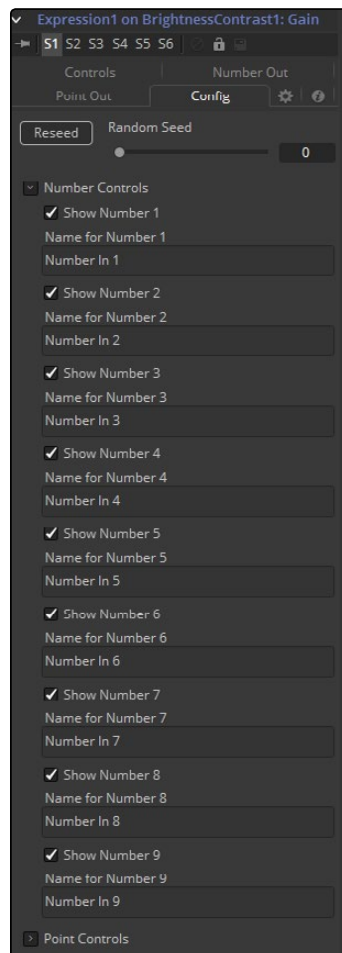 Expression1 on BrightnessContrast1: Gain
S1 S2 S3 S4 S5 S6
Controls Number Out
Point Out Config
Reseed Random Seed
0
Number Controls
Show Number 1
Name for Number 1
Number In 1
Show Number 2
Name for Number 2
Number In 2
Show Number 3
Name for Number 3
Number In 3
Show Number 4
Name for Number 4
Number In 4
Show Number 5
Name for Number 5
Number In 5
Show Number 6
Name for Number 6
Number In 6
Show Number 7
Name for Number 7
Number In 7
Show Number 8
Name for Number 8
Number In 8
Show Number 9
Name for Number 9
Number In 9
Point Controls